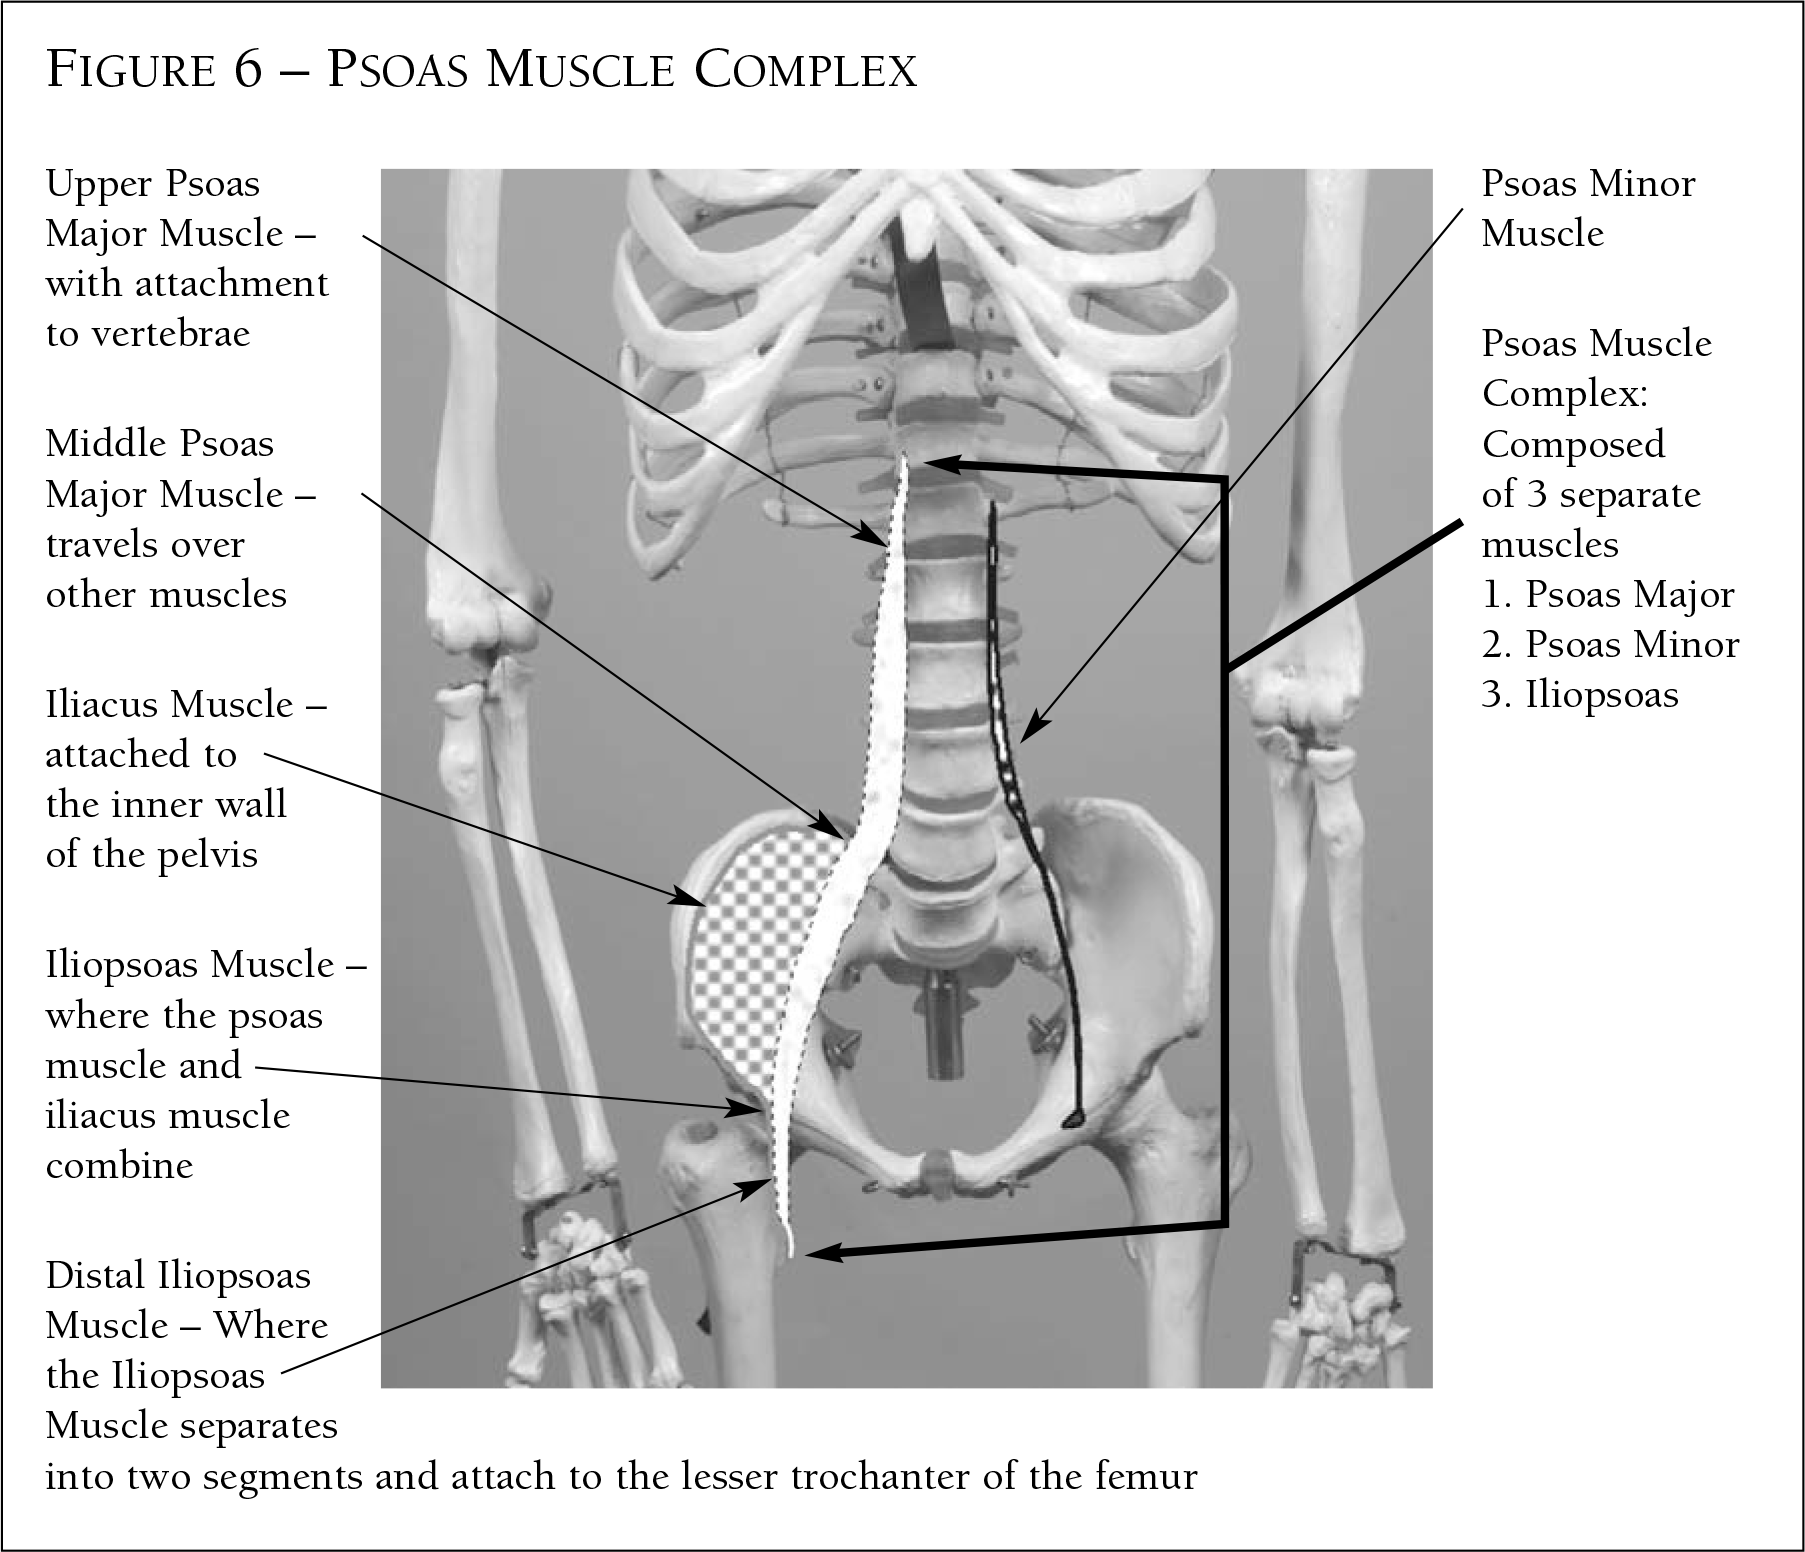 FIGURE 6 – PSOAS MUSCLE COMPLEX
Upper Psoas
Major Muscle –
with attachment
to vertebrae
Middle Psoas
Major Muscle –
travels over
other muscles
Iliacus Muscle –
attached to
the inner wall
of the pelvis
Iliopsoas Muscle –
where the psoas
muscle and
iliacus muscle
combine
Distal Iliopsoas
Muscle – Where
the Iliopsoas
Muscle separates
into two segments and attach to the lesser trochanter of the femur
Psoas Minor
Muscle
Psoas Muscle
Complex:
Composed
of 3 separate
muscles
1. Psoas Major
2. Psoas Minor
3. Iliopsoas